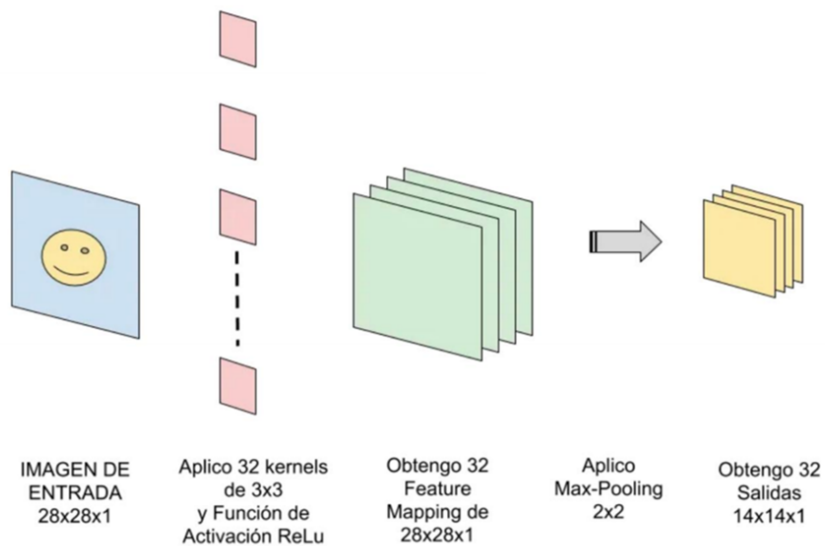 IMAGEN DE
ENTRADA
28x28x1
Aplico 32 kernels
de 3x3
y Función de
Activación ReLu
Obtengo 32
Feature
Mapping de
28x28x1
Aplico
Max-Pooling
2x2
Obtengo 32
Salidas
14x14x1